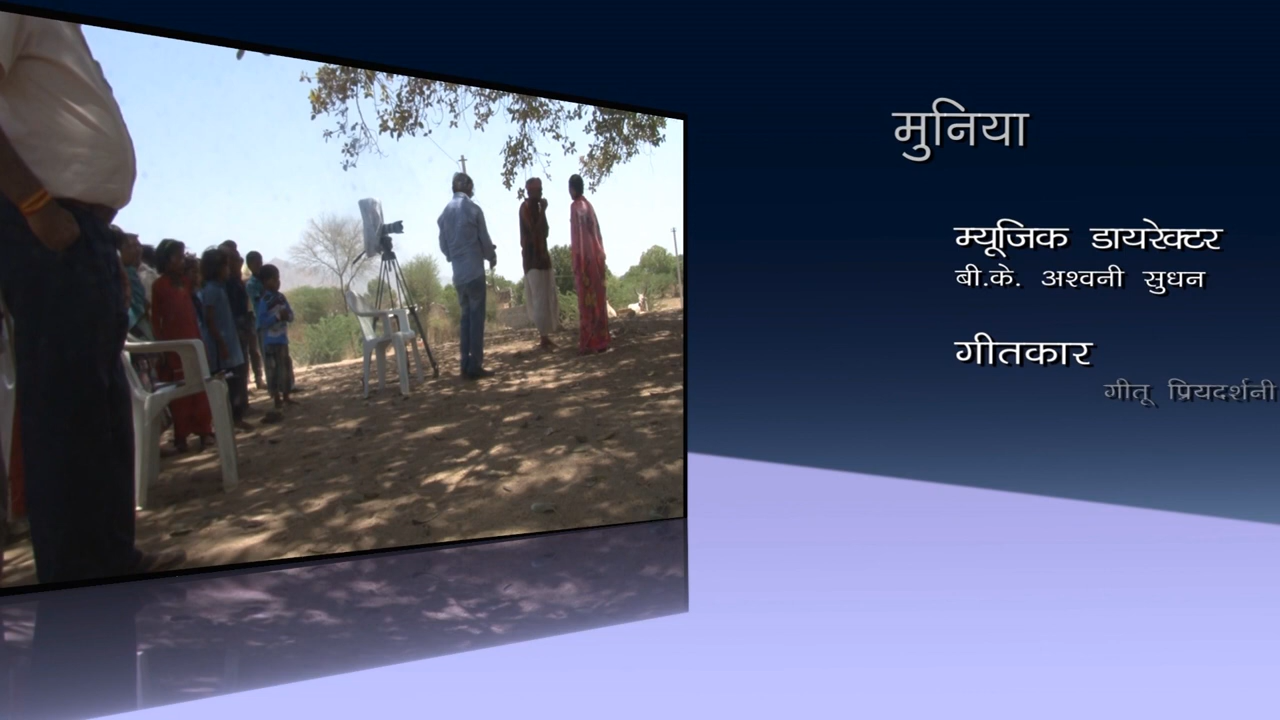 मुनिया
म्यूजिक डायरेक्टर
बी.के. अश्वनी सुधन
गीतकार
गीतू प्रियदर्शनी